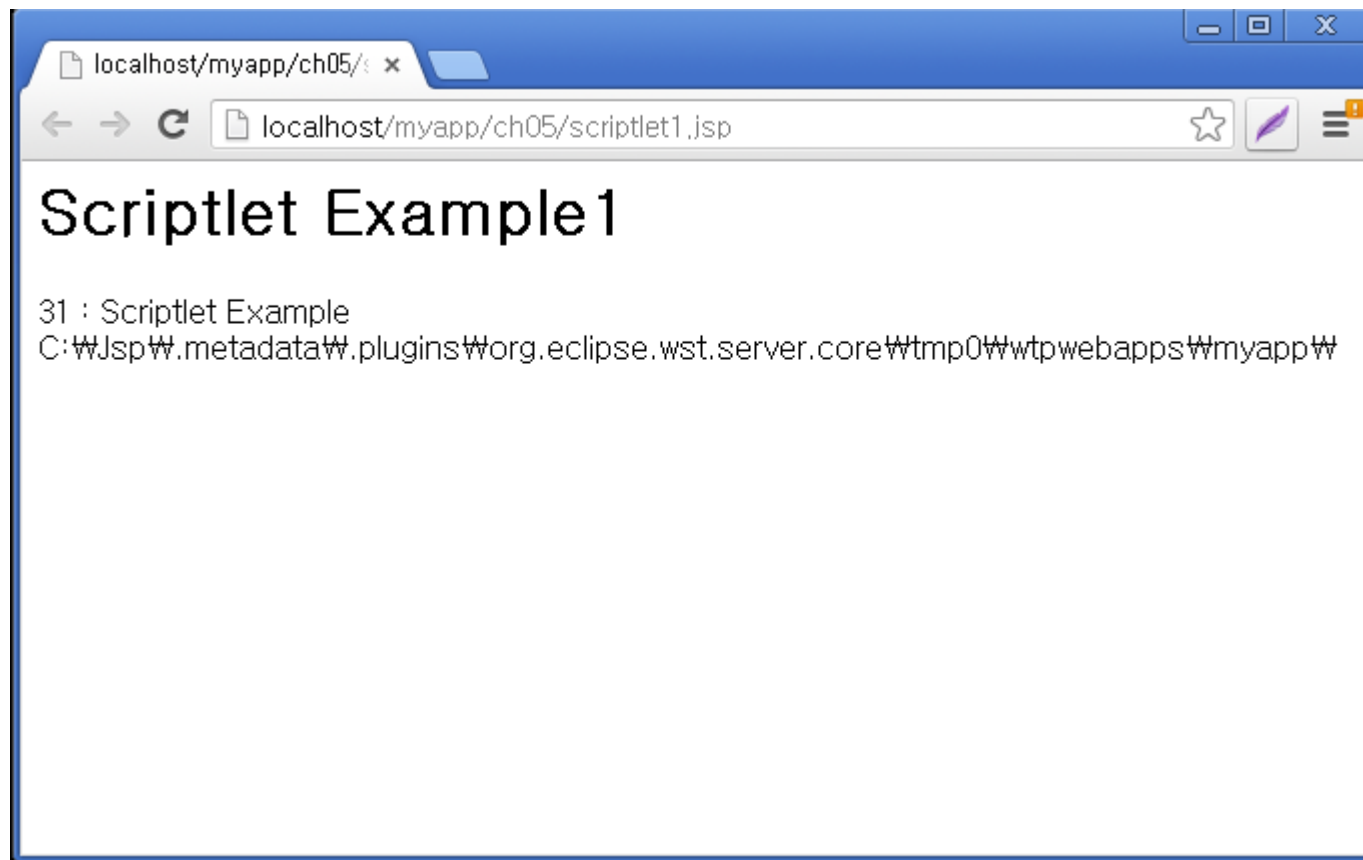 localhost/myapp/ch05/
localhost/myapp/ch05/scriptlet1.jsp
Scriptlet Example1
31 : Scriptlet Example
C:₩Jsp₩.metadata₩.plugins₩org.eclipse.wst.server.core₩tmp0₩wtpwebapps₩myapp₩